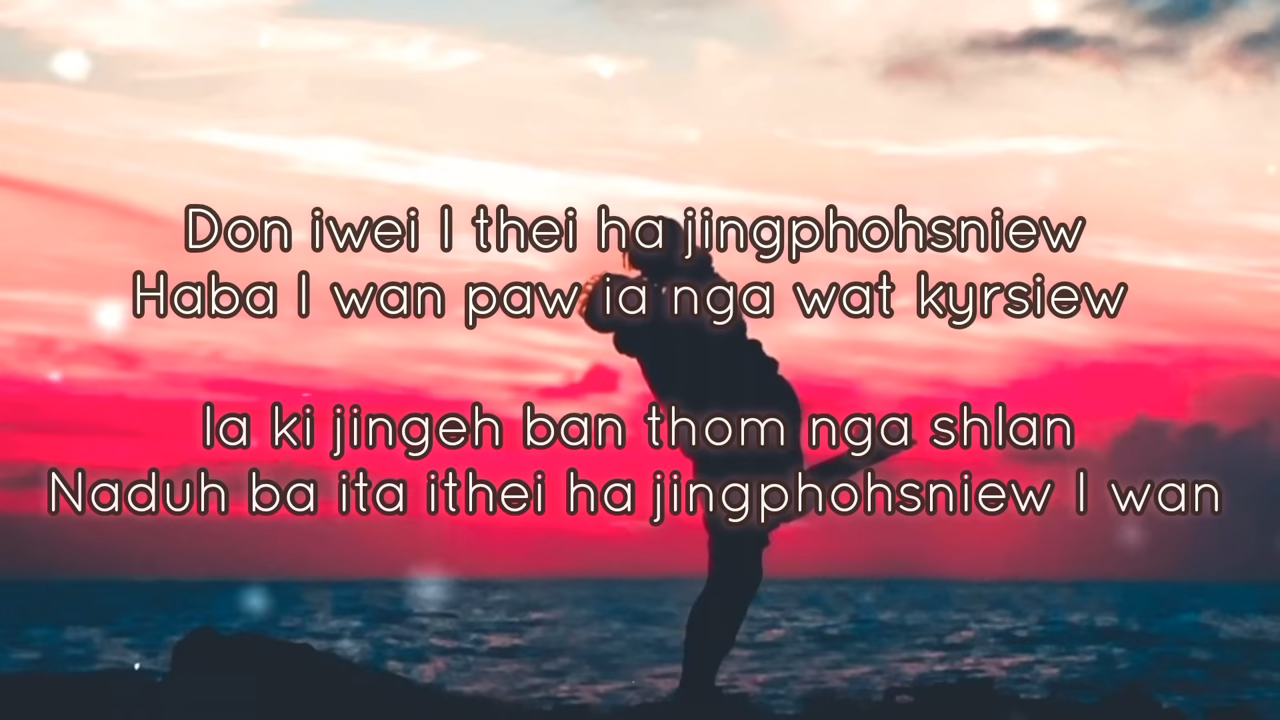 Don iwei I thei ha jingphohsniew
Haba I wan paw ia nga wat kyrsiew
Ia ki jingeh ban thom nga shlan
Naduh ba ita ithei ha jingphohsniew I wan